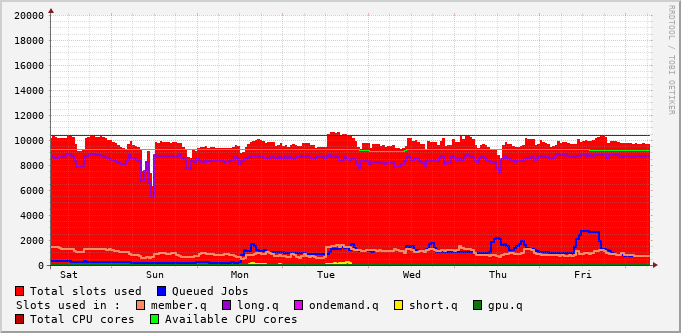 20000
18000
16000
14000
12000
10000
8000
6000
4000
2000
0
Sat Sun Mon Tue Wed Thu Fri
RRDTOOL / TOBI OETIKER
Total slots used Queued Jobs
Slots used in : member.q long.q ondemand.q short.q gpu.q
Total CPU cores Available CPU cores